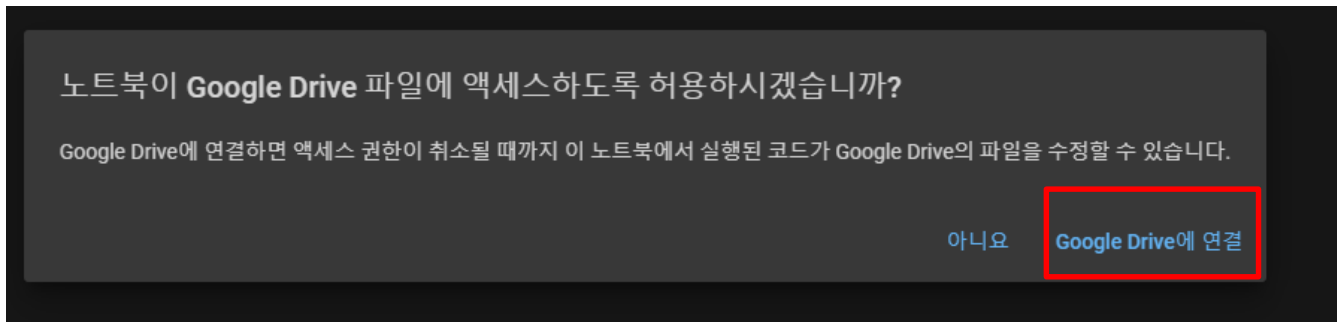 노트북이 Google Drive 파일에 액세스하도록 허용하시겠습니까?
Google Drive에 연결하면 액세스 권한이 취소될 때까지 이 노트북에서 실행된 코드가 Google Drive의 파일을 수정할 수 있습니다.
아니요 Google Drive에 연결